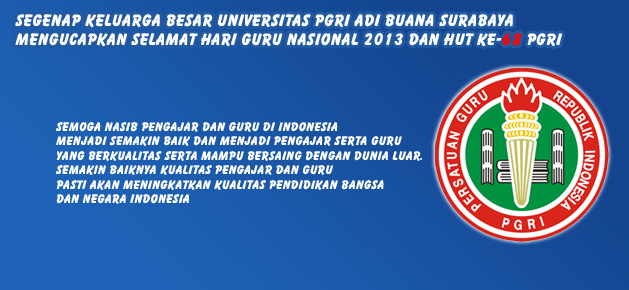 SEGENAP KELUARGA BESAR UNIVERSITAS PGRI ADI BUANA SURABAYA
MENGUCAPKAN SELAMAT HARI GURU NASIONAL 2013 DAN HUT KE-68 PGRI
SEMOGA NASIB PENGAJAR DAN GURU DI INDONESIA
MENJADI SEMAKIN BAIK DAN MENJADI PENGAJAR SERTA GURU
YANG BERKUALITAS SERTA MAMPU BERSAING DENGAN DUNIA LUAR.
SEMAKIN BAIKNYA KUALITAS PENGAJAR DAN GURU
PASTI AKAN MENINGKATKAN KUALITAS PENDIDIKAN BANGSA
DAN NEGARA INDONESIA
PERSATUAN GURU REPUBLIK INDONESIA
PGRI